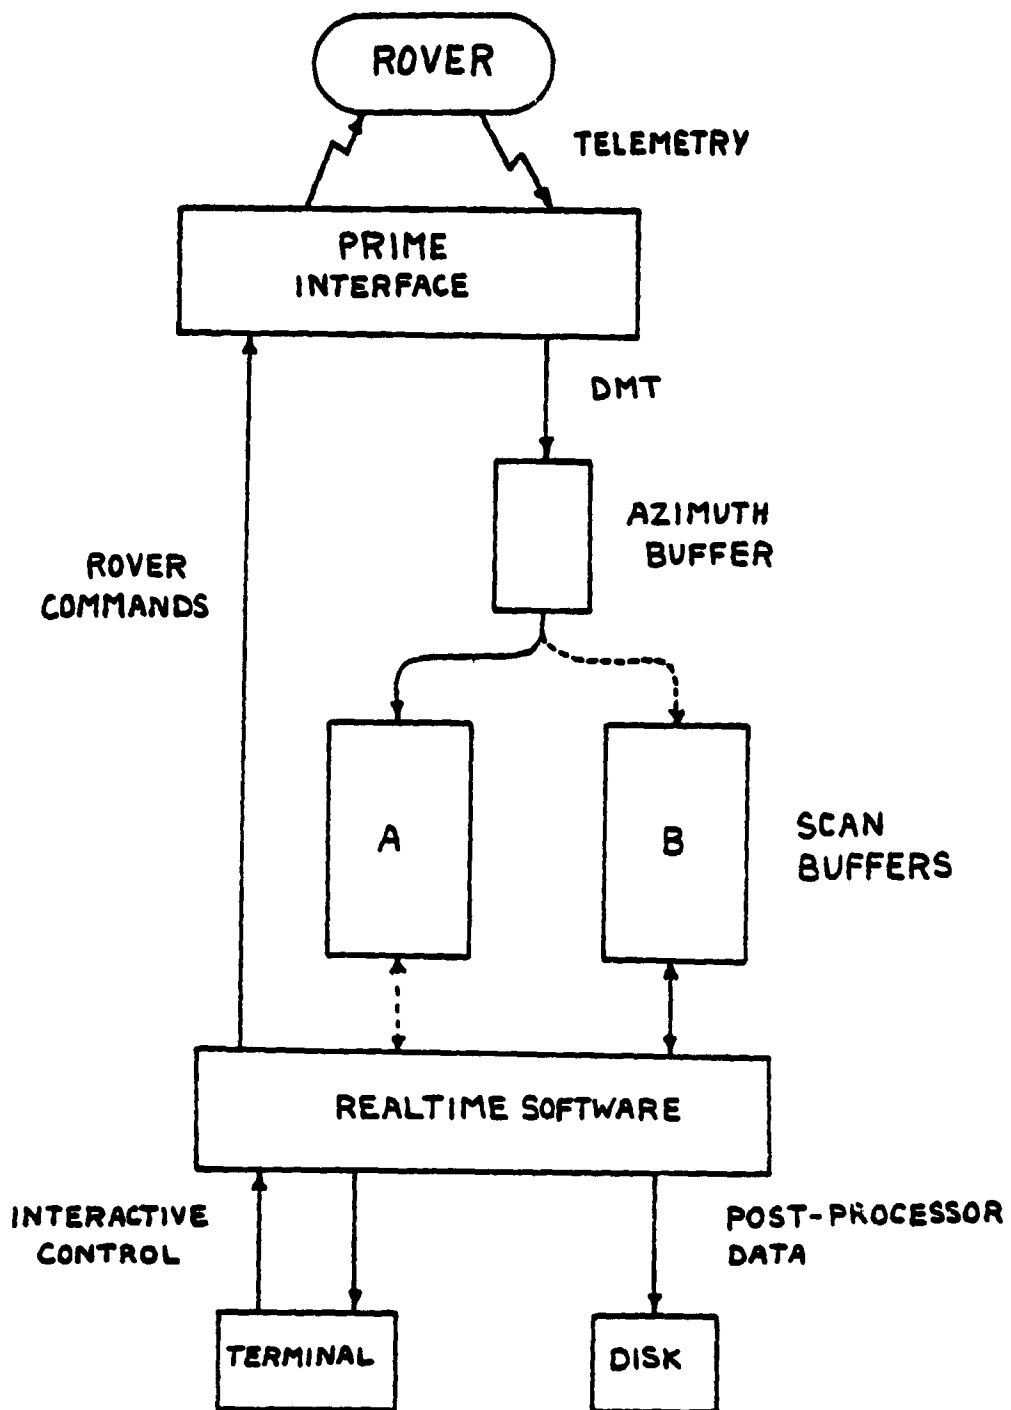 ROVER
TELEMETRY
PRIME
INTERFACE
DMT
AZIMUTH
BUFFER
ROVER
COMMANDS
A
B
SCAN
BUFFERS
REALTIME SOFTWARE
INTERACTIVE
CONTROL
POST-PROCESSOR
DATA
TERMINAL
DISK